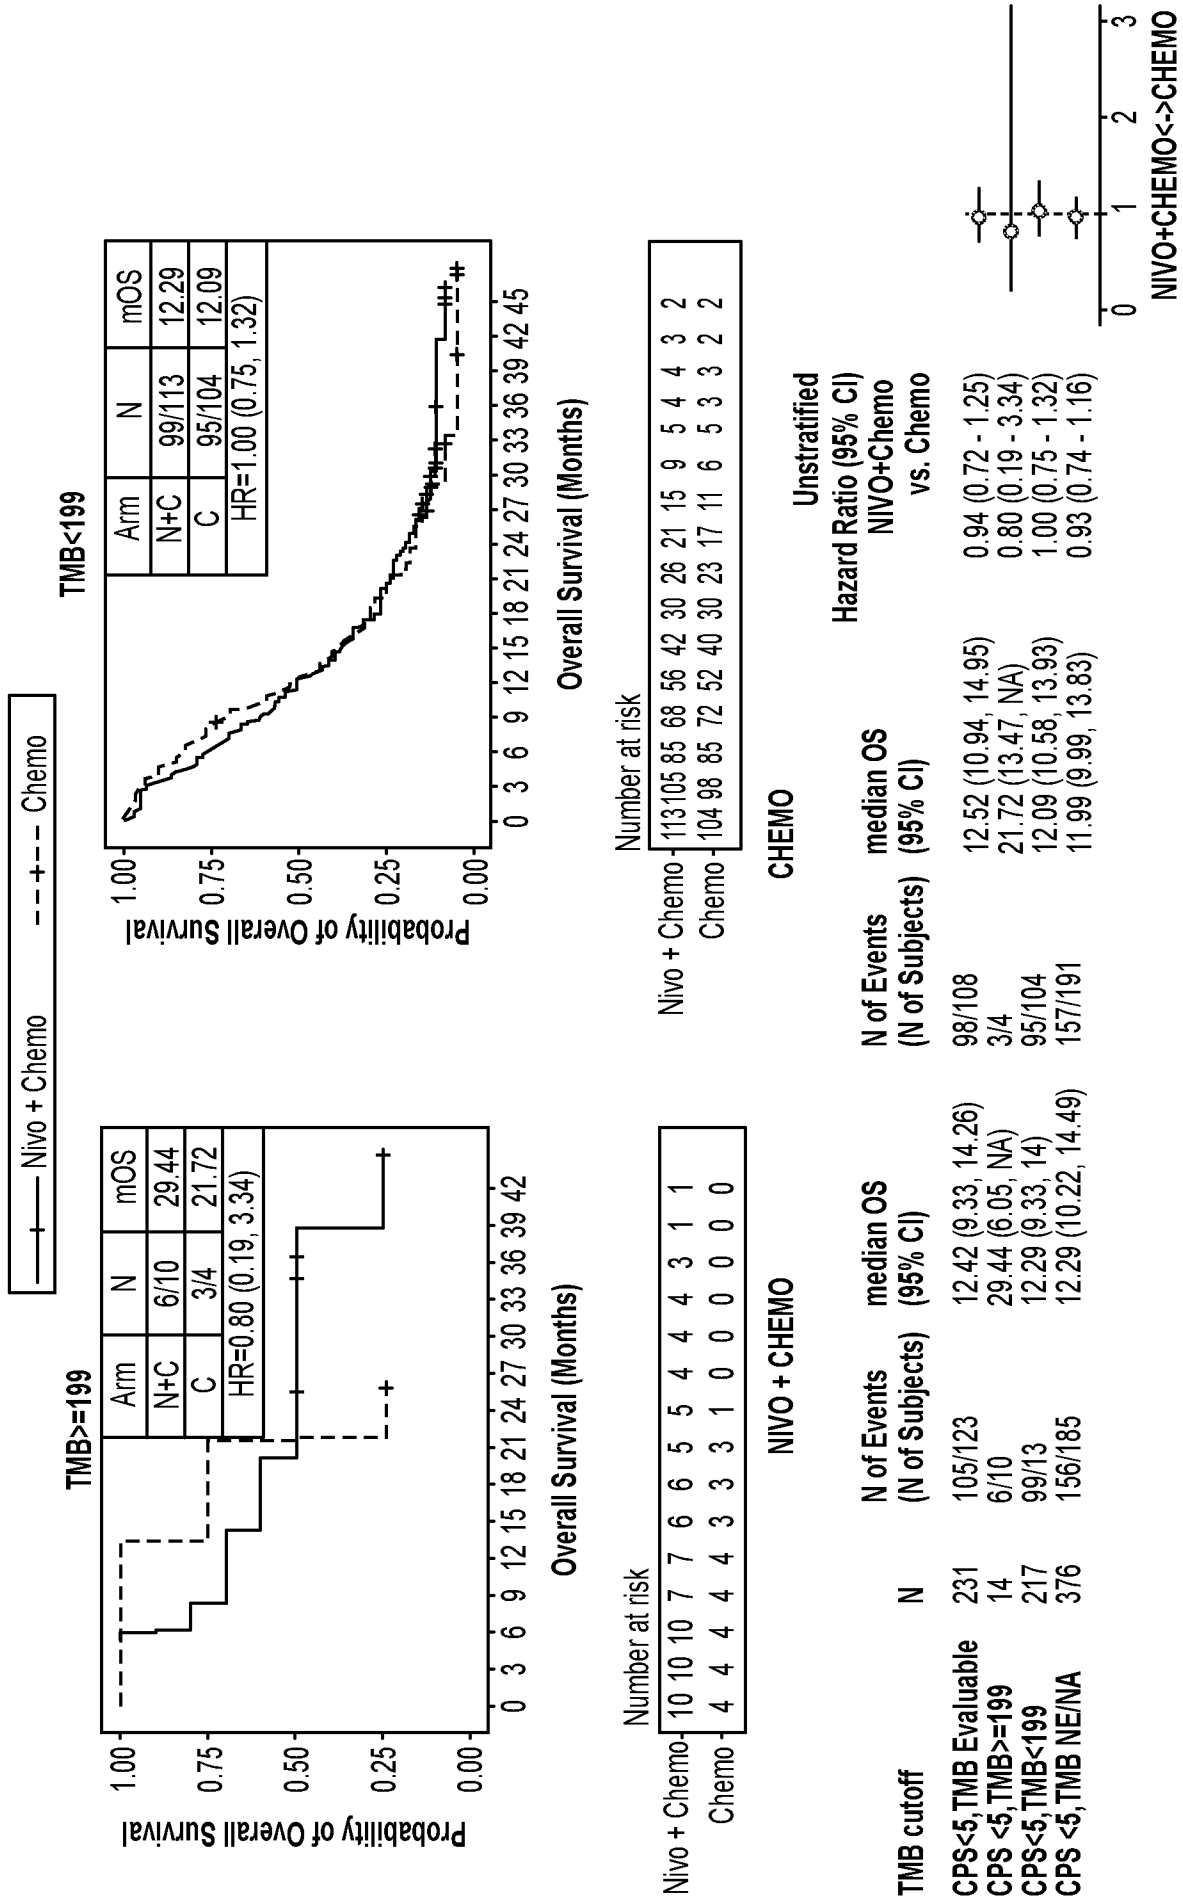 Nivo + Chemo Chemo
TMB>=199
Probability of Overall Survival
1.00
0.75
0.50
0.25
0.00
Arm N mOS
N+C 6/10 29.44
C 3/4 21.72
HR=0.80 (0.19, 3.34)
0 3 6 9 12 15 18 21 24 27 30 33 36 39 42
Overall Survival (Months)
Number at risk
Nivo + Chemo 10 10 10 7 7 6 6 5 5 4 4 4 3 1 1
Chemo 4 4 4 4 4 3 3 3 1 0 0 0 0 0 0
TMB<199
Probability of Overall Survival
1.00
0.75
0.50
0.25
0.00
Arm N mOS
N+C 99/113 12.29
C 95/104 12.09
HR=1.00 (0.75, 1.32)
0 3 6 9 12 15 18 21 24 27 30 33 36 39 42 45
Overall Survival (Months)
Number at risk
Nivo + Chemo 113 105 85 68 56 42 30 26 21 15 9 5 4 4 3 2
Chemo 104 98 85 72 52 40 30 23 17 11 6 5 3 3 2 2
NIVO + CHEMO CHEMO
Unstratified
Hazard Ratio (95% CI)
N of Events median OS N of Events median OS NIVO+Chemo
TMB cutoff N (N of Subjects) (95% CI) (N of Subjects) (95% CI) vs. Chemo
CPS<5,TMB Evaluable 231 105/123 12.42 (9.33, 14.26) 98/108 12.52 (10.94, 14.95) 0.94 (0.72 - 1.25)
CPS <5,TMB>=199 14 6/10 29.44 (6.05, NA) 3/4 21.72 (13.47, NA) 0.80 (0.19 - 3.34)
CPS<5,TMB<199 217 99/13 12.29 (9.33, 14) 95/104 12.09 (10.58, 13.93) 1.00 (0.75 - 1.32)
CPS <5,TMB NE/NA 376 156/185 12.29 (10.22, 14.49) 157/191 11.99 (9.99, 13.83) 0.93 (0.74 - 1.16)
0 1 2 3
NIVO+CHEMO<->CHEMO